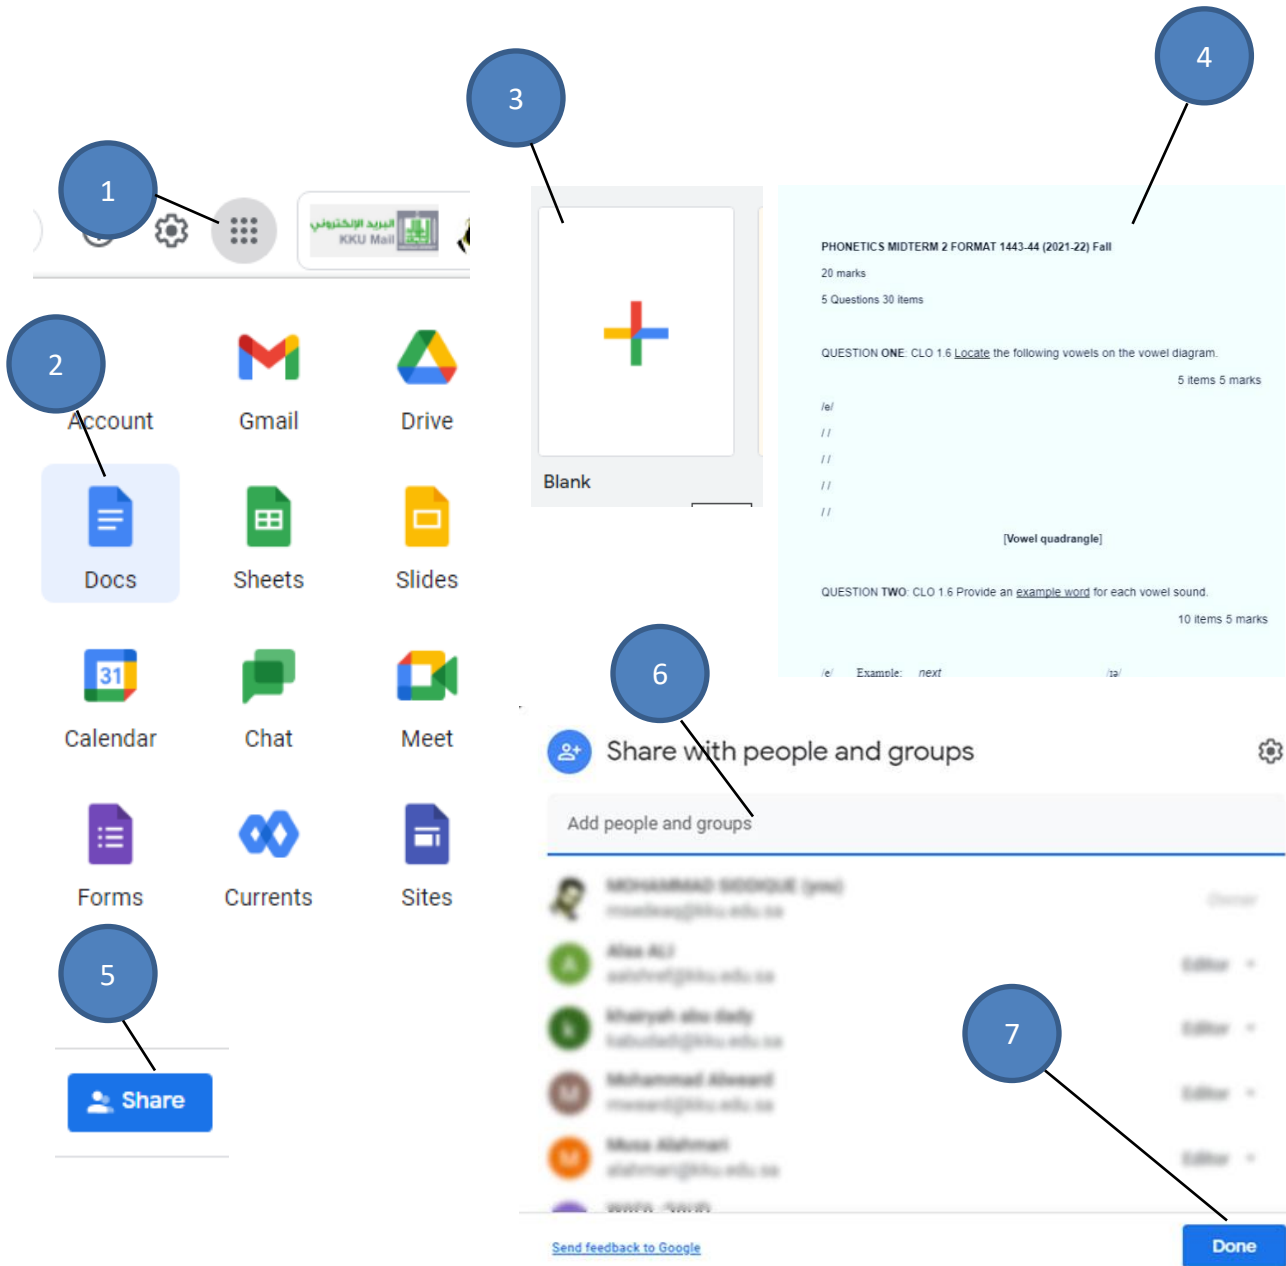 1
البريد الإلكتروني
KKU Mail
2
Account
Gmail
Drive
Docs
Sheets
Slides
Calendar
31
Chat
Meet
Forms
Currents
Sites
3
Blank
4
PHONETICS MIDTERM 2 FORMAT 1443-44 (2021-22) Fall
20 marks
5 Questions 30 items
QUESTION ONE: CLO 1.6 Locate the following vowels on the vowel diagram.
5 items 5 marks
/e/
/ /
/ /
/ /
/ /
[Vowel quadrangle]
QUESTION TWO: CLO 1.6 Provide an example word for each vowel sound.
10 items 5 marks
/e/ Example: next /ɪə/
5
Share
6
Share with people and groups
Add people and groups
7
Send feedback to Google
Done